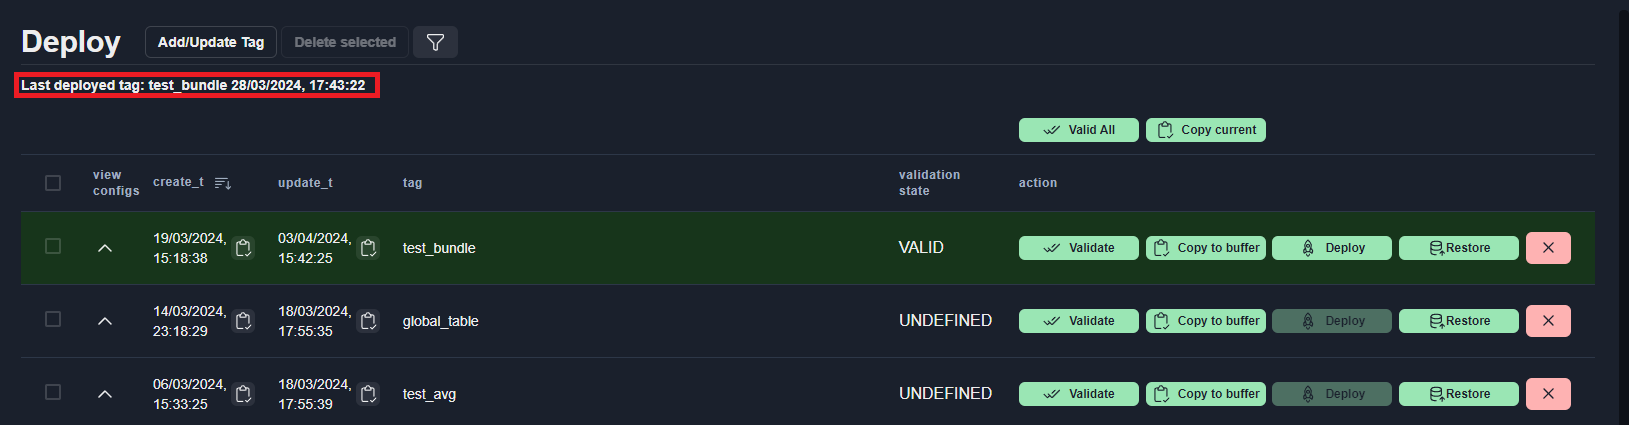 Deploy Add/Update Tag Delete selected
Last deployed tag: test_bundle 28/03/2024, 17:43:22
Valid All Copy current
view configs create_t update_t tag validation state action
19/03/2024, 15:18:38 03/04/2024, 15:42:25 test_bundle VALID Validate Copy to buffer Deploy Restore
14/03/2024, 23:18:29 18/03/2024, 17:55:35 global_table UNDEFINED Validate Copy to buffer Deploy Restore
06/03/2024, 15:33:25 18/03/2024, 17:55:39 test_avg UNDEFINED Validate Copy to buffer Deploy Restore